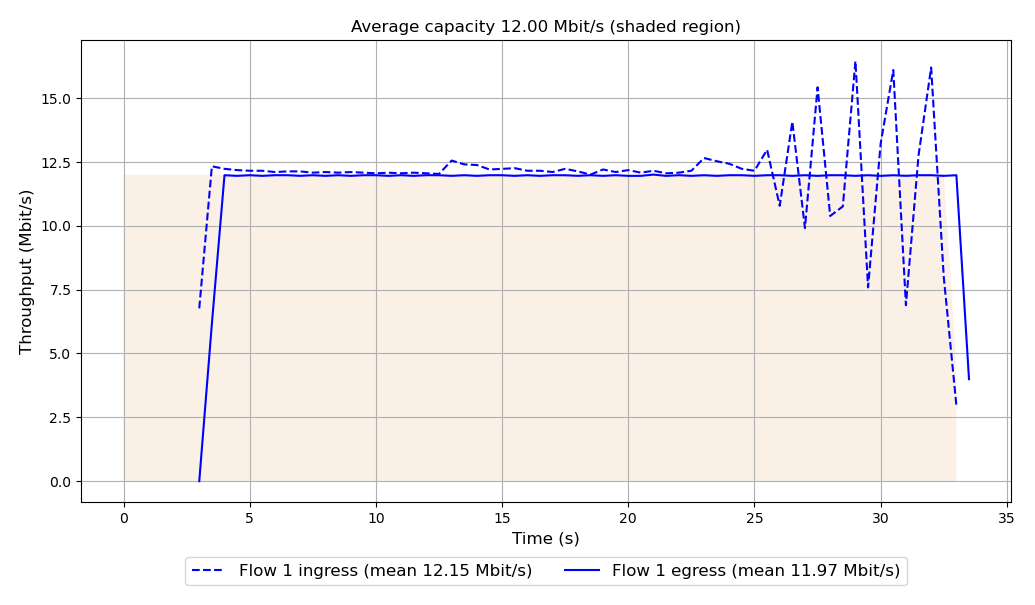 Average capacity 12.00 Mbit/s (shaded region)
Throughput (Mbit/s)
15.0
12.5
10.0
7.5
5.0
2.5
0.0
0 5 10 15 20 25 30 35
Time (s)
Flow 1 ingress (mean 12.15 Mbit/s) Flow 1 egress (mean 11.97 Mbit/s)